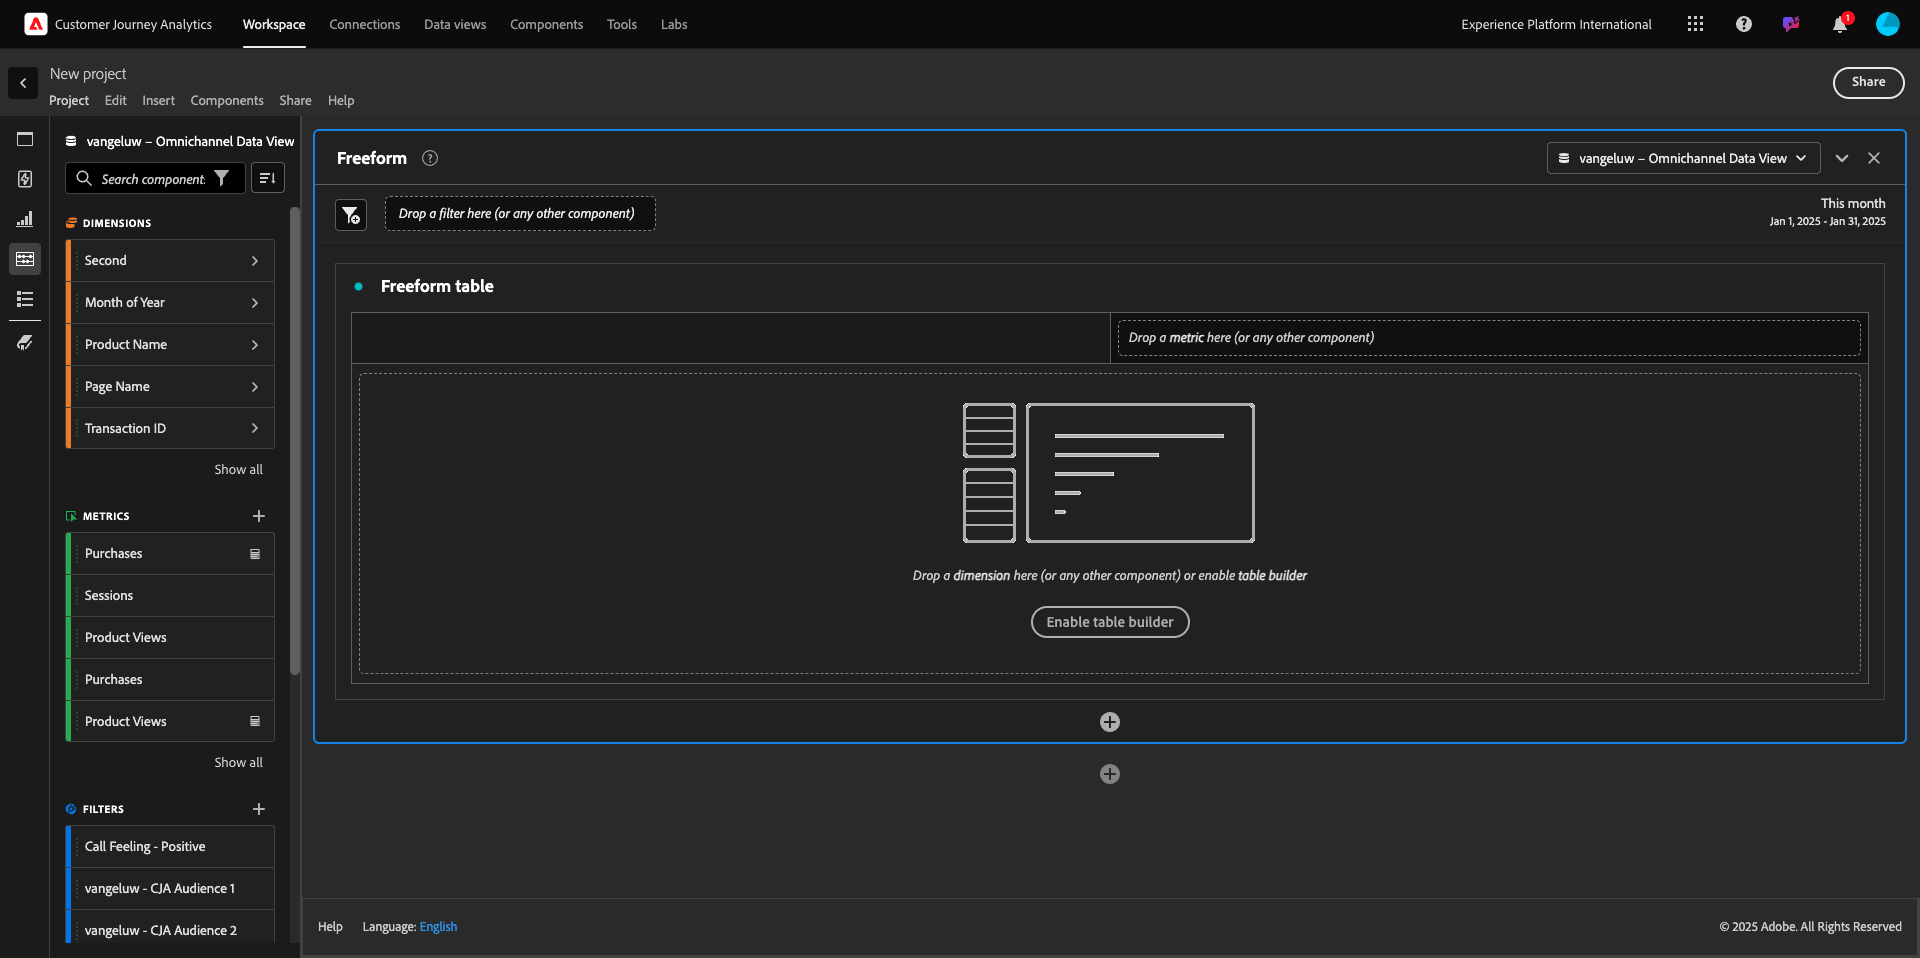 Customer Journey Analytics
Workspace
Connections
Data views
Components
Tools
Labs
Experience Platform International
1
New project
Project
Edit
Insert
Components
Share
Help
Share
vangeluw – Omnichannel Data View
Search component
DIMENSIONS
Second
Month of Year
Product Name
Page Name
Transaction ID
Show all
METRICS
Purchases
Sessions
Product Views
Purchases
Product Views
Show all
FILTERS
Call Feeling - Positive
vangeluw - CJA Audience 1
vangeluw - CJA Audience 2
Freeform
vangeluw – Omnichannel Data View
Drop a filter here (or any other component)
This month
Jan 1, 2025 - Jan 31, 2025
Freeform table
Drop a metric here (or any other component)
Drop a dimension here (or any other component) or enable table builder
Enable table builder
Help
Language: English
© 2025 Adobe. All Rights Reserved